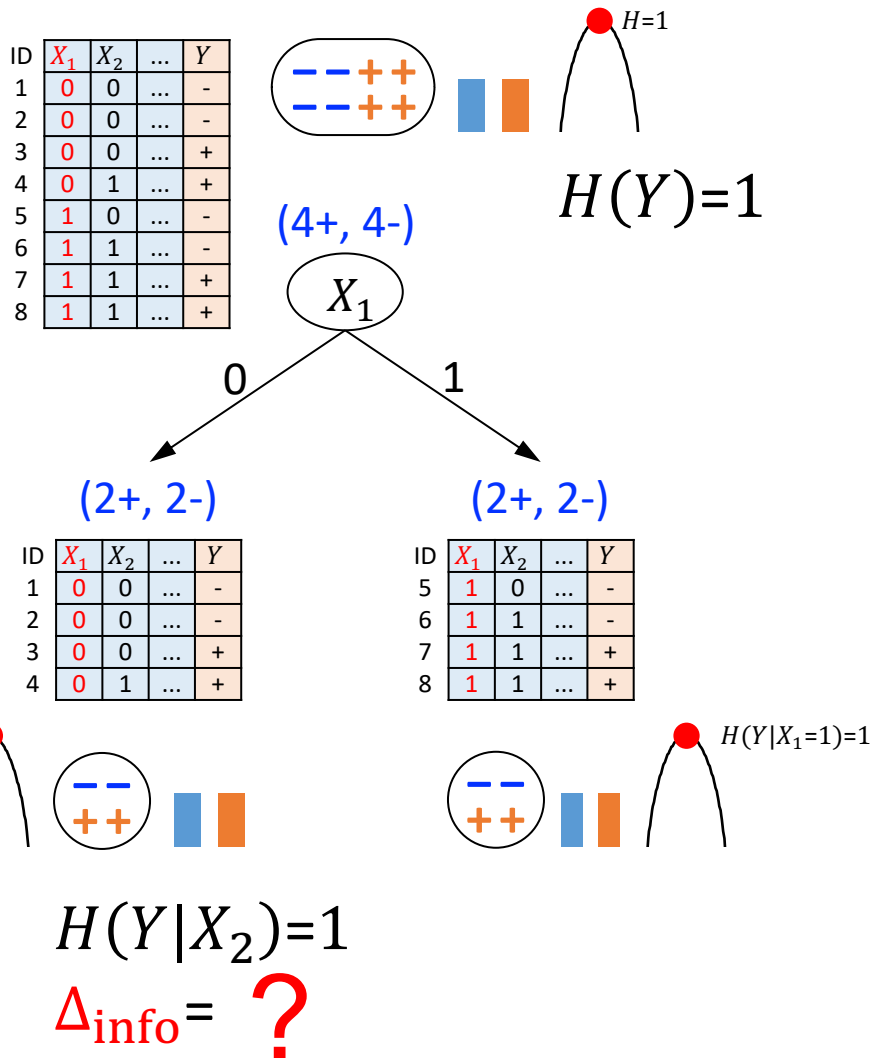 H=1
ID X₁ X₂ ... Y
1 0 0 ... -
2 0 0 ... -
3 0 0 ... +
4 0 1 ... +
5 1 0 ... -
6 1 1 ... -
7 1 1 ... +
8 1 1 ... +
− − + +
− − + +
H(Y)=1
(4+, 4-)
X₁
0 1
(2+, 2-)
(2+, 2-)
ID X₁ X₂ ... Y
1 0 0 ... -
2 0 0 ... -
3 0 0 ... +
4 0 1 ... +
ID X₁ X₂ ... Y
5 1 0 ... -
6 1 1 ... -
7 1 1 ... +
8 1 1 ... +
− −
+ +
− −
+ +
H(Y|X₁=1)=1
H(Y|X₂)=1
Δinfo= ?